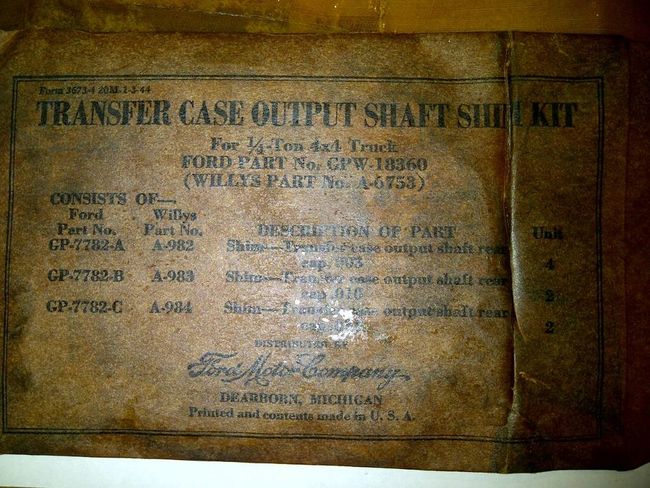 Form 3673-4 20M-1-3-44
TRANSFER CASE OUTPUT SHAFT SHIM KIT
For ¼-Ton 4x4 Truck
FORD PART No. GPW-18360
(WILLYS PART No. A-6753)
CONSISTS OF—
Ford Willys
Part No. Part No. DESCRIPTION OF PART Unit
GP-7782-A A-982 Shim—Transfer case output shaft rear
cap .003 4
GP-7782-B A-983 Shim—Transfer case output shaft rear
cap .010 2
GP-7782-C A-984 Shim—Transfer case output shaft rear
cap 2
DISTRIBUTED BY
Ford Motor Company
DEARBORN, MICHIGAN
Printed and contents made in U. S. A.